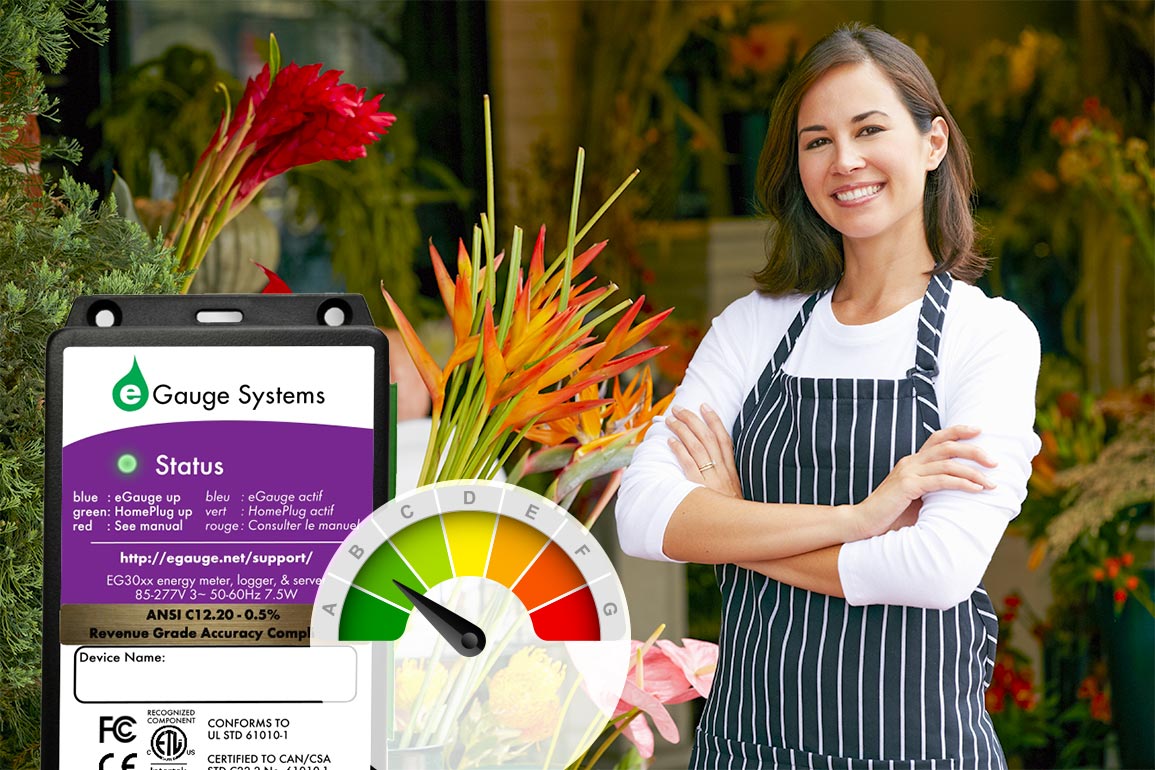 eGauge Systems
Status
blue : eGauge up bleu : eGauge actif
green: HomePlug up vert : HomePlug actif
red : See manual rouge : Consulter le manuel
http://egauge.net/support/
EG30xx energy meter, logger, & serve
85-277V 3~ 50-60Hz 7.5W
ANSI C12.20 - 0.5%
Revenue Grade Accuracy Compli
Device Name:
A
B
C
D
E
F
G
FC
CE
RECOGNIZED
COMPONENT
C ETL US
Intertek
CONFORMS TO
UL STD 61010-1
CERTIFIED TO CAN/CSA
STD C22.2 No. 61010-1